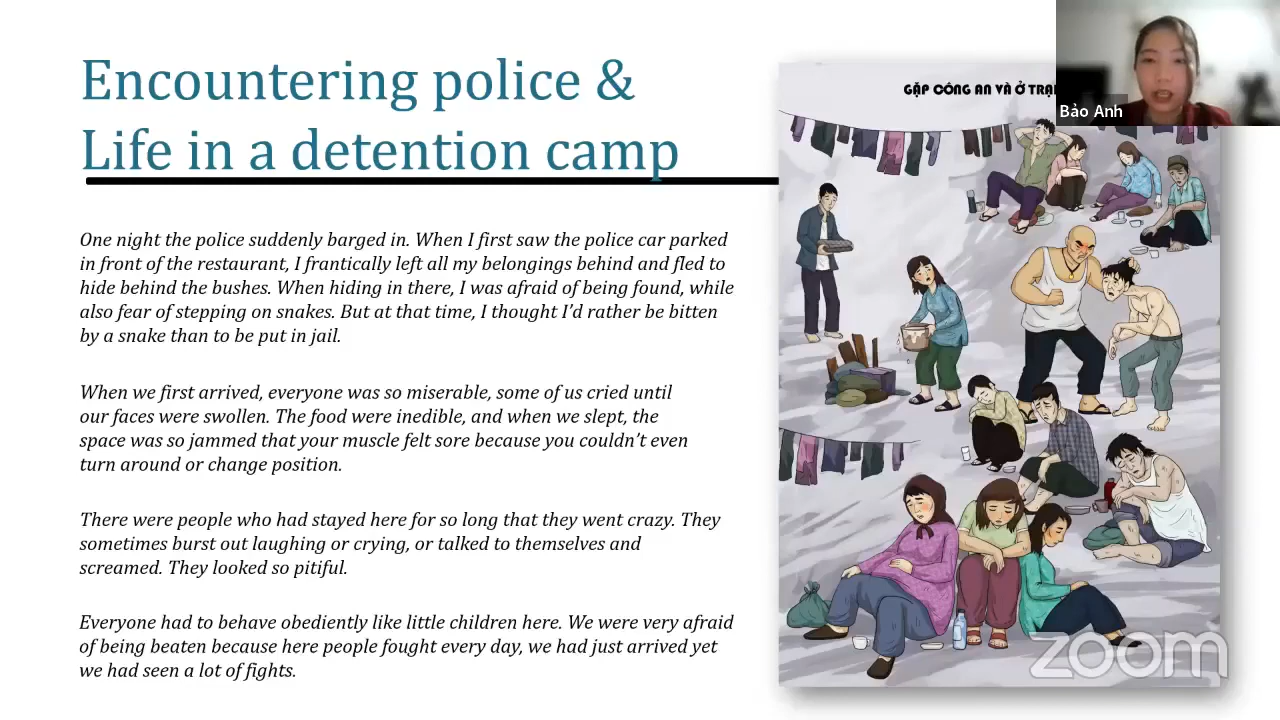 Encountering police &
Life in a detention camp
One night the police suddenly barged in. When I first saw the police car parked
in front of the restaurant, I frantically left all my belongings behind and fled to
hide behind the bushes. When hiding in there, I was afraid of being found, while
also fear of stepping on snakes. But at that time, I thought I'd rather be bitten
by a snake than to be put in jail.
When we first arrived, everyone was so miserable, some of us cried until
our faces were swollen. The food were inedible, and when we slept, the
space was so jammed that your muscle felt sore because you couldn't even
turn around or change position.
There were people who had stayed here for so long that they went crazy. They
sometimes burst out laughing or crying, or talked to themselves and
screamed. They looked so pitiful.
Everyone had to behave obediently like little children here. We were very afraid
of being beaten because here people fought every day, we had just arrived yet
we had seen a lot of fights.
GẶP CÔNG AN VÀ Ở TRẠI
Bảo Anh
zoom